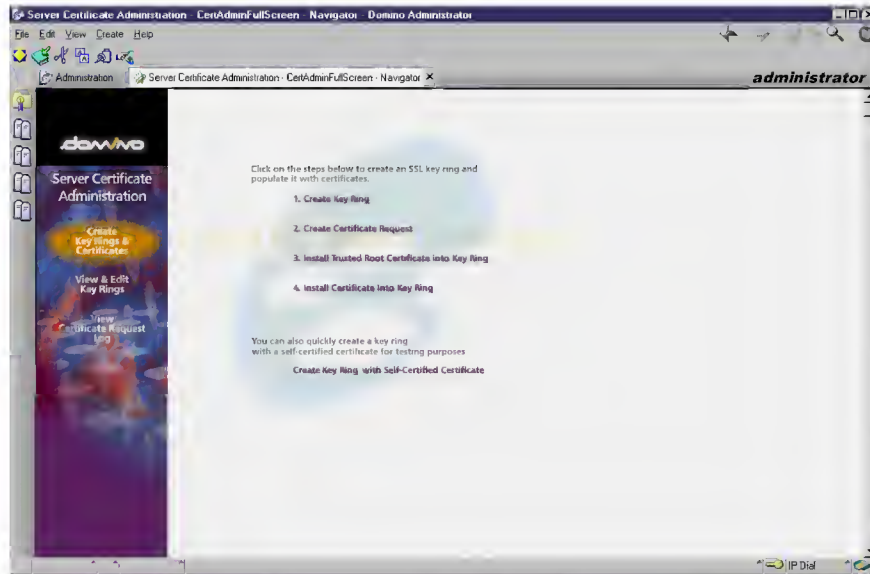 Server Certificate Administration - CertAdminFullScreen - Navigator - Domino Administrator
File Edit View Create Help
Administration
Server Certificate Administration - CertAdminFullScreen - Navigator
administrator
domino
Server Certificate
Administration
Create
Key Rings &
Certificates
View & Edit
Key Rings
View
Certificate Request
Log
Click on the steps below to create an SSL key ring and
populate it with certificates.
1. Create Key Ring
2. Create Certificate Request
3. Install Trusted Root Certificate into Key Ring
4. Install Certificate Into Key Ring
You can also quickly create a key ring
with a self-certified certificate for testing purposes
Create Key Ring with Self-Certified Certificate
IP Dial